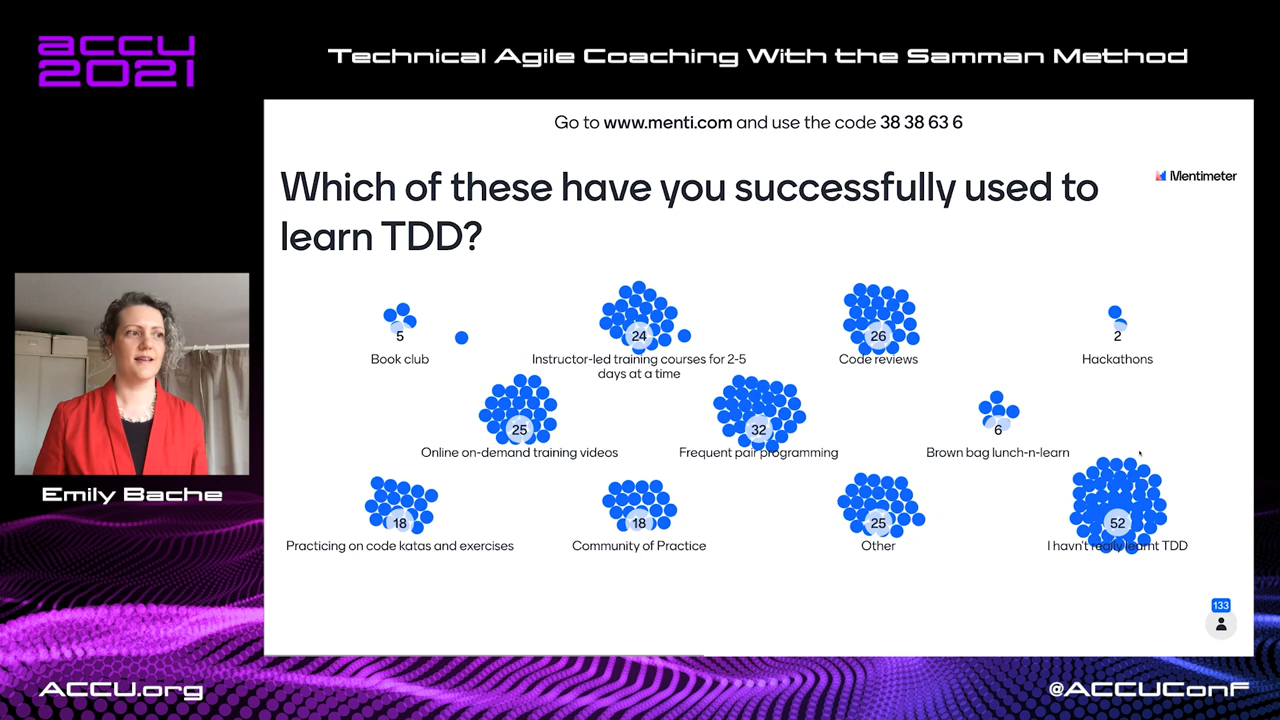 accu
2021
Technical Agile Coaching With the Samman Method
Go to www.menti.com and use the code 38 38 63 6
Which of these have you successfully used to
learn TDD?
Mentimeter
5
Book club
24
Instructor-led training courses for 2-5
days at a time
26
Code reviews
2
Hackathons
25
Online on-demand training videos
32
Frequent pair programming
6
Brown bag lunch-n-learn
18
Practicing on code katas and exercises
18
Community of Practice
25
Other
52
I havn't really learnt TDD
133
Emily Bache
ACCU.org
@ACCUConf